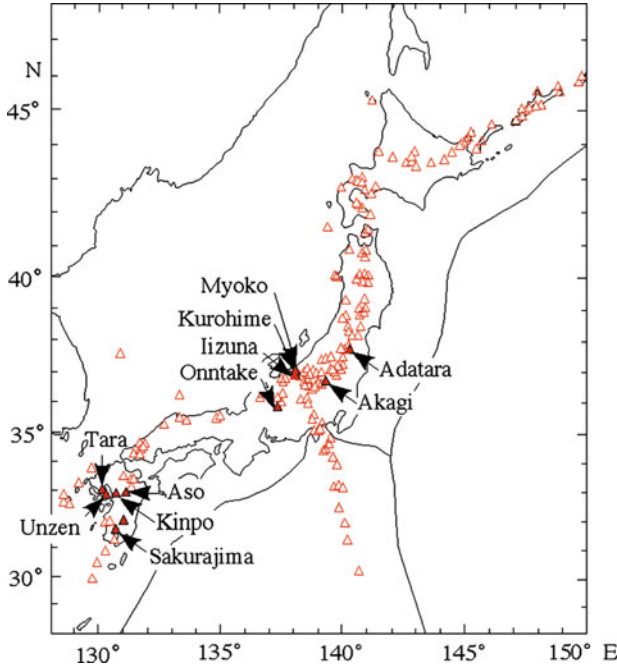 N
45°
40°
Myoko
Kurohime
Iizuna
Onntake
Adatara
Akagi
35°
Tara
Aso
Unzen
Kinpo
Sakurajima
30°
130° 135° 140° 145° 150° E